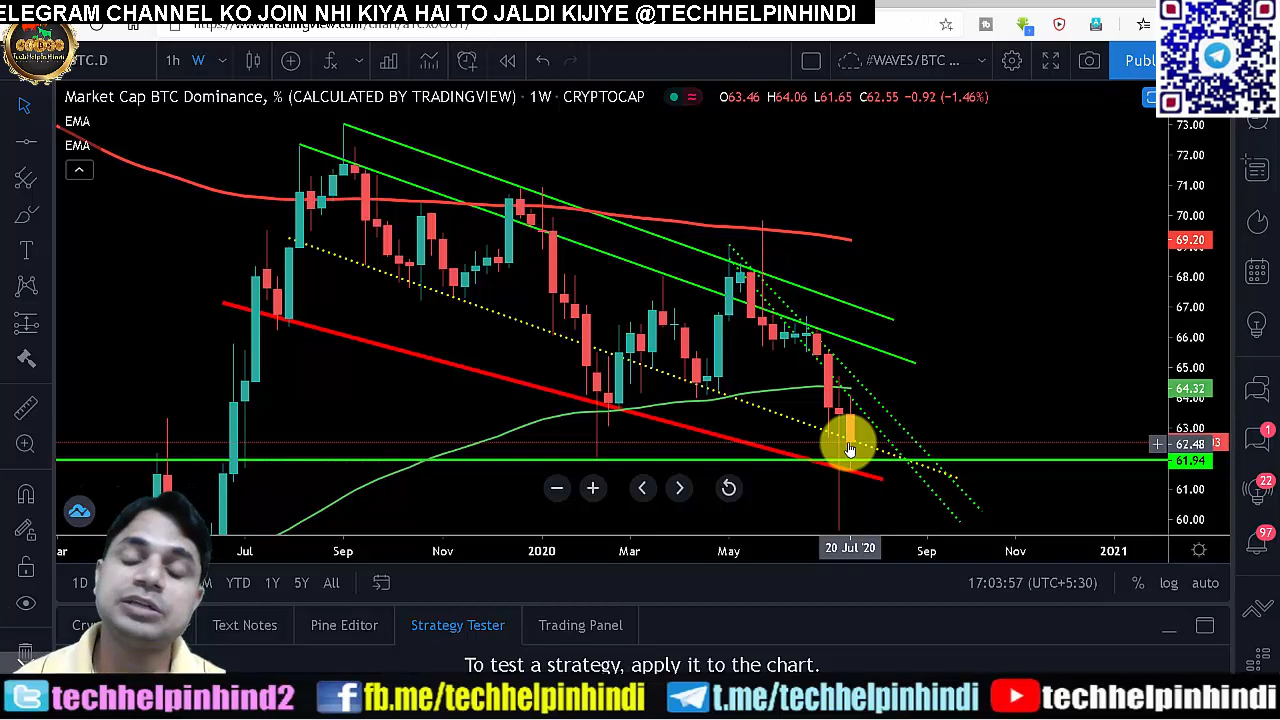 ELEGRAM CHANNEL KO JOIN NHI KIYA HAI TO JALDI KIJIYE @TECHHELPINHINDI
TC.D
1h W
#WAVES/BTC ...
Publ
Market Cap BTC Dominance, % (CALCULATED BY TRADINGVIEW) · 1W · CRYPTOCAP
O63.46 H64.06 L61.65 C62.55 −0.92 (−1.46%)
EMA
EMA
73.00
72.00
71.00
70.00
69.20
68.00
67.00
66.00
65.00
64.32
63.00
62.48
61.94
61.00
60.00
1
22
97
ar
Jul
Sep
Nov
2020
Mar
May
20 Jul '20
Sep
Nov
2021
1D
M
YTD
1Y
5Y
All
17:03:57 (UTC+5:30)
%
log
auto
Cry
Text Notes
Pine Editor
Strategy Tester
Trading Panel
To test a strategy, apply it to the chart.
techhelpinhind2
fb.me/techhelpinhindi
t.me/techhelpinhindi
techhelpinhindi